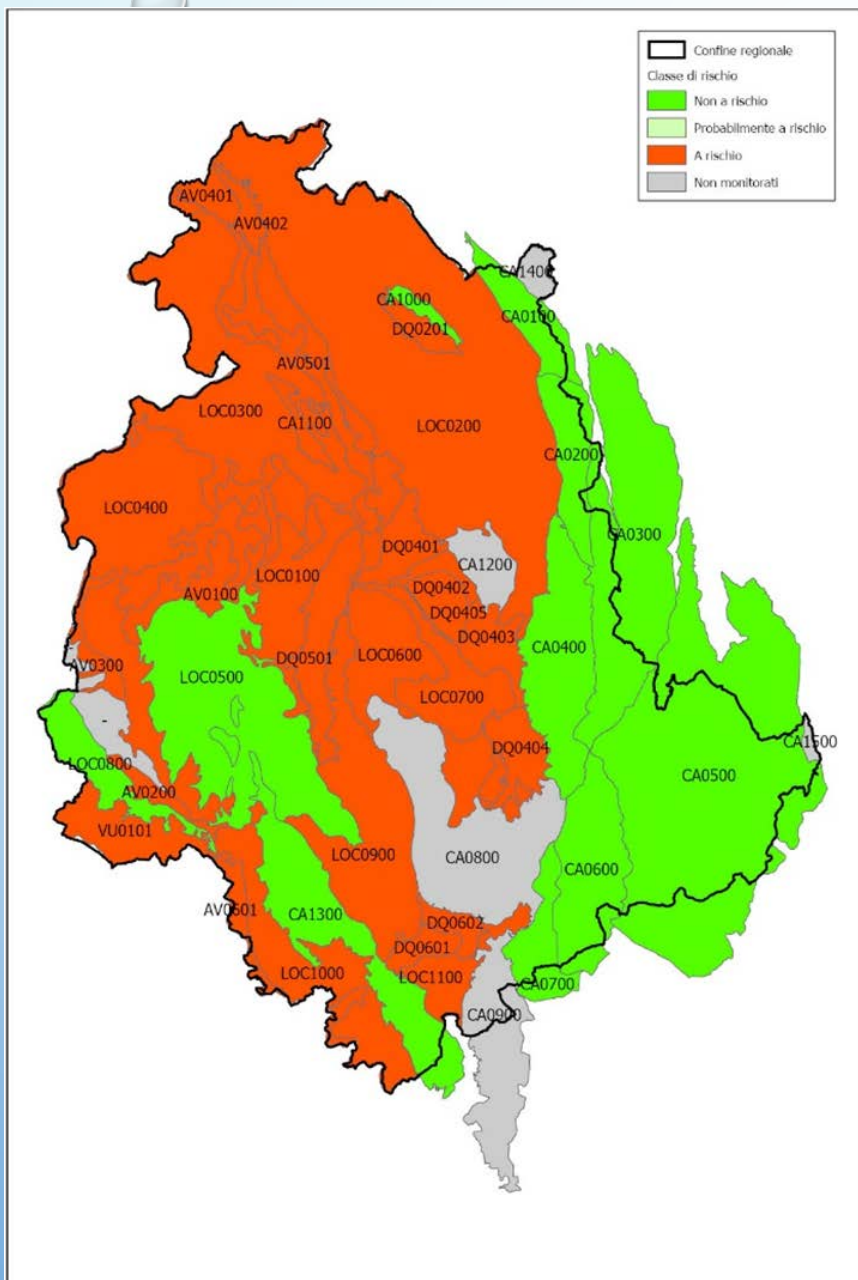 Confine regionale
Classe di rischio
Non a rischio
Probabilmente a rischio
A rischio
Non monitorati
AV0401
AV0402
CA1400
CA1000
CA0100
DQ0201
AV0501
LOC0300
CA1100
LOC0200
CA0200
LOC0400
CA0300
DQ0401
CA1200
LOC0100
DQ0402
AV0100
DQ0405
DQ0403
CA0400
LOC0600
DQ0501
AV0300
LOC0500
LOC0700
-
DQ0404
CA1500
LOC0800
CA0500
AV0200
VU0101
LOC0900
CA0800
CA0600
AV0601
CA1300
DQ0602
DQ0601
LOC1000
LOC1100
CA0700
CA0900